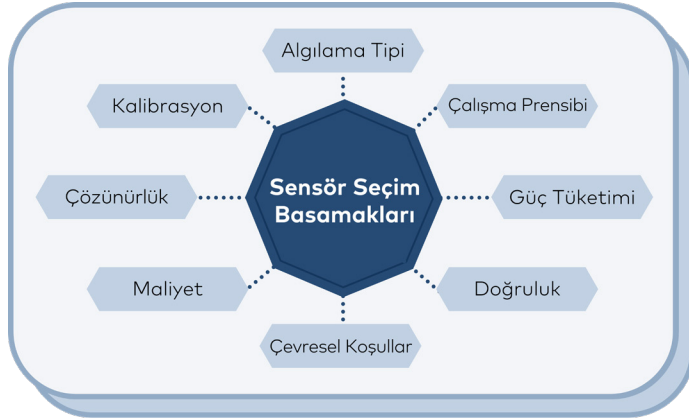 Algılama Tipi
Kalibrasyon
Çalışma Prensibi
Sensör Seçim
Basamakları
Çözünürlük
Güç Tüketimi
Maliyet
Doğruluk
Çevresel Koşullar